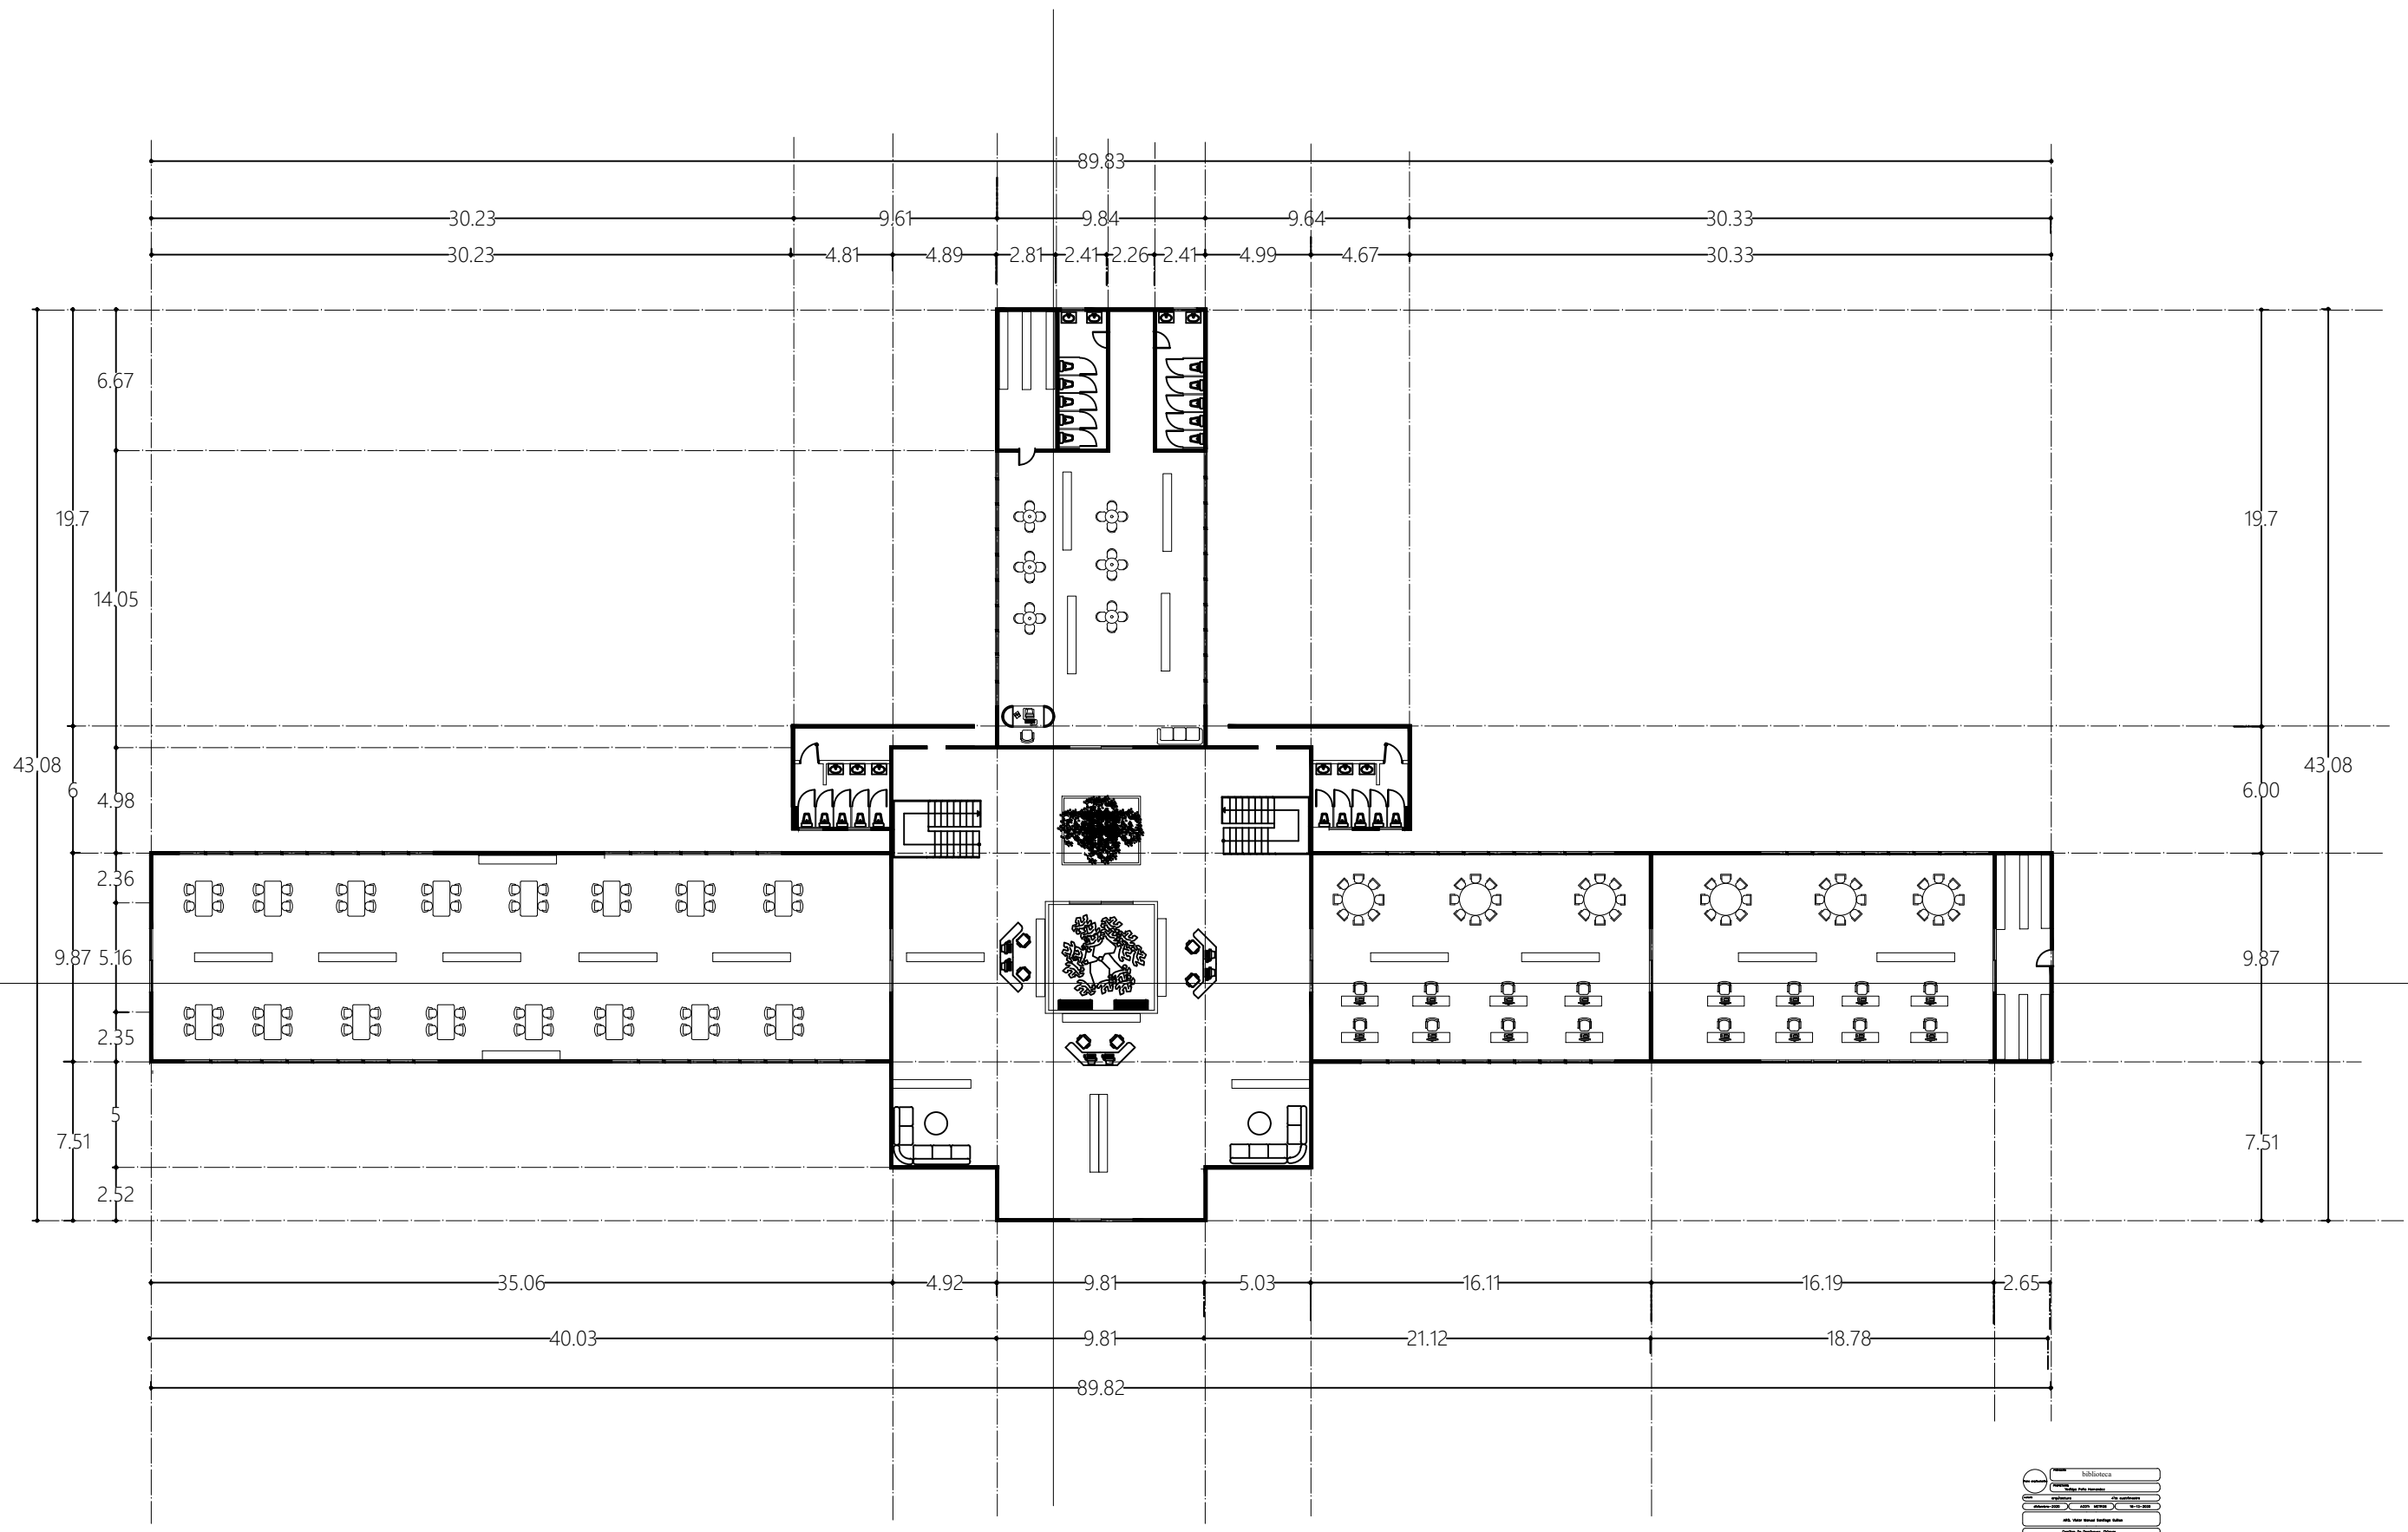 89.83
30.23 9.61 9.84 9.64 30.33
30.23 4.81 4.89 2.81 2.41 2.26 2.41 4.99 4.67 30.33
6.67
19.7 19.7
14.05
43.08 43.08
6 4.98 6.00
2.36
9.87 5.16 9.87
2.35
5
7.51 7.51
2.52
35.06 4.92 9.81 5.03 16.11 16.19 2.65
40.03 9.81 21.12 18.78
89.82
biblioteca